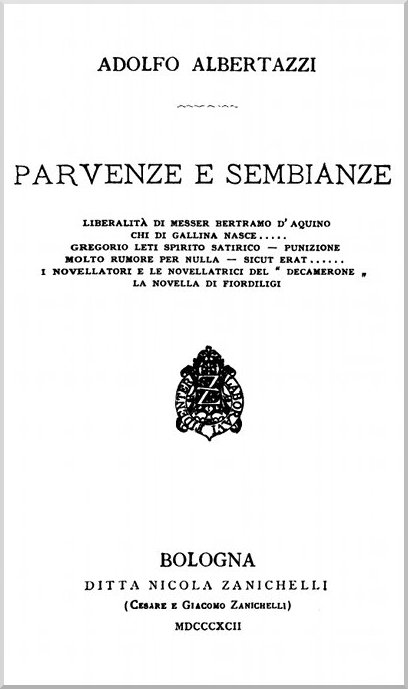 ADOLFO ALBERTAZZI
PARVENZE E SEMBIANZE
LIBERALITÀ DI MESSER BERTRAMO D'AQUINO
CHI DI GALLINA NASCE.....
GREGORIO LETI SPIRITO SATIRICO — PUNIZIONE
MOLTO RUMORE PER NULLA — SICUT ERAT......
I NOVELLATORI E LE NOVELLATRICI DEL " DECAMERONE „
LA NOVELLA DI FIORDILIGI
LABOR
Z
BOLOGNA
DITTA NICOLA ZANICHELLI
(CESARE E GIACOMO ZANICHELLI)
MDCCCXCII